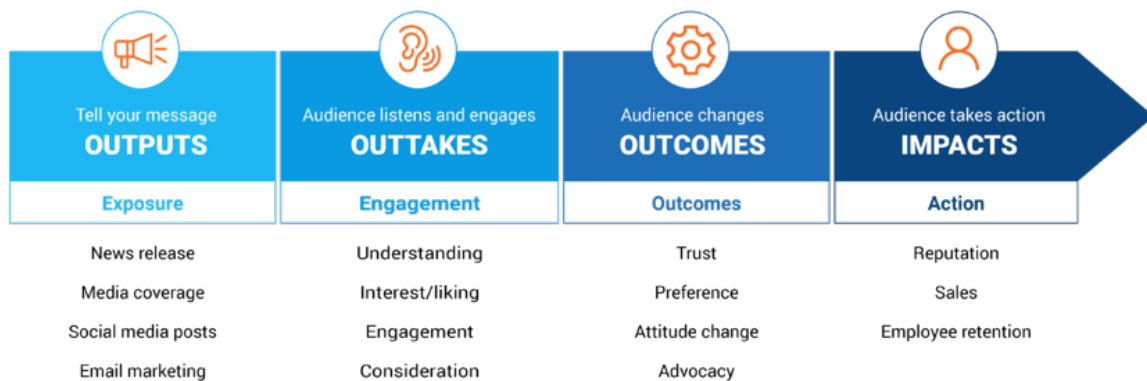 Tell your message
OUTPUTS
Exposure
News release
Media coverage
Social media posts
Email marketing
Audience listens and engages
OUTTAKES
Engagement
Understanding
Interest/liking
Engagement
Consideration
Audience changes
OUTCOMES
Outcomes
Trust
Preference
Attitude change
Advocacy
Audience takes action
IMPACTS
Action
Reputation
Sales
Employee retention